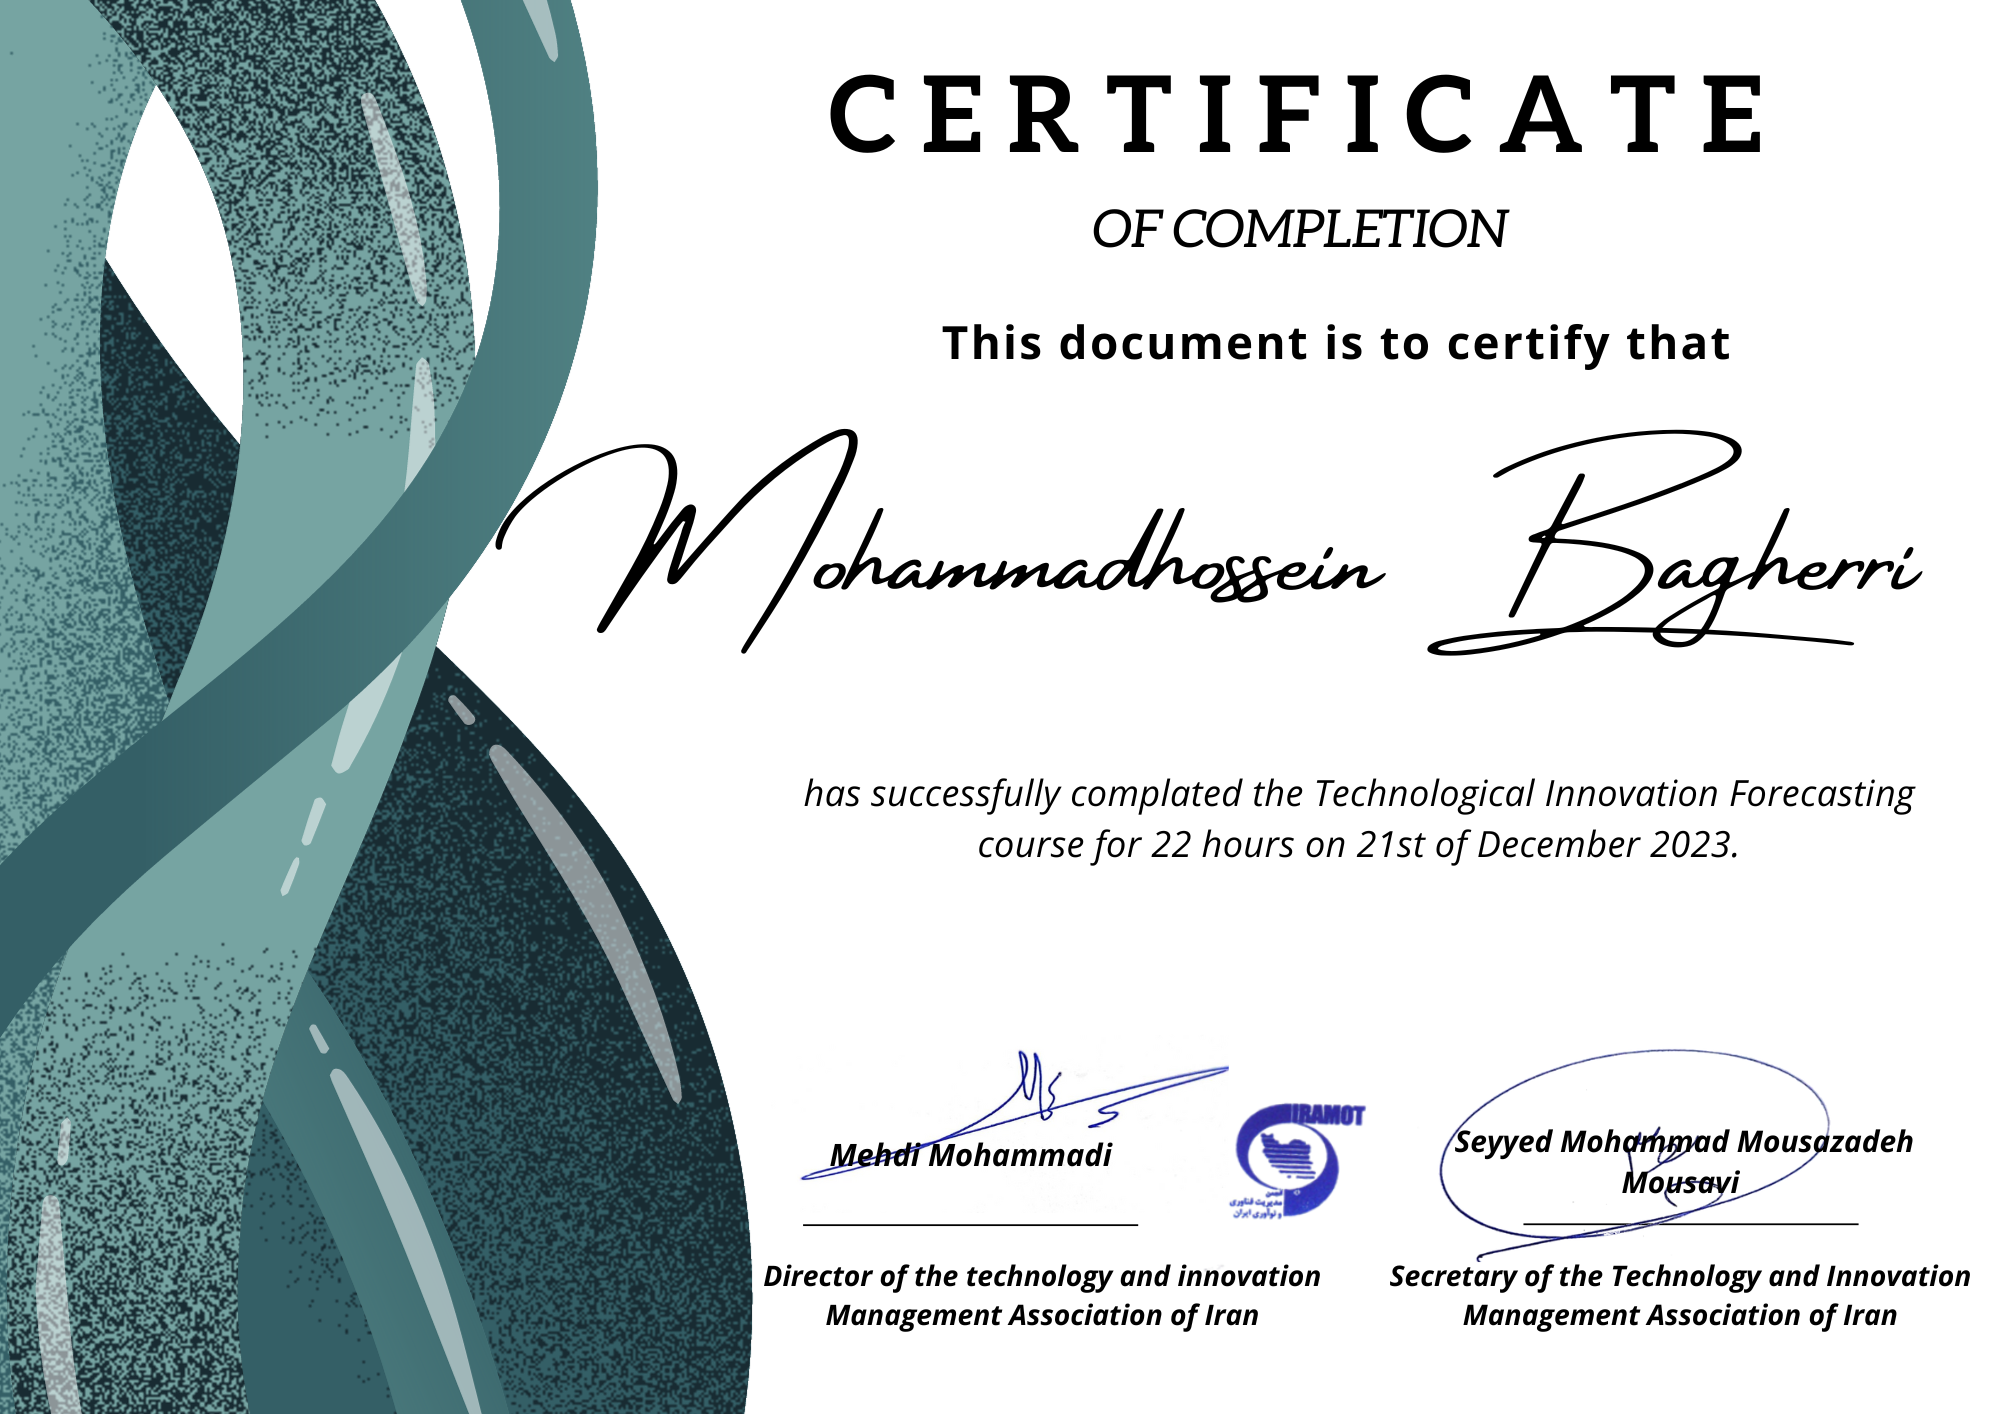 CERTIFICATE
OF COMPLETION
This document is to certify that
Mohammadhossein Bagherri
has successfully complated the Technological Innovation Forecasting
course for 22 hours on 21st of December 2023.
Mehdi Mohammadi
Director of the technology and innovation
Management Association of Iran
IRAMOT
انجمن
مدیریت فناوری
و نوآوری ایران
Seyyed Mohammad Mousazadeh
Mousavi
Secretary of the Technology and Innovation
Management Association of Iran